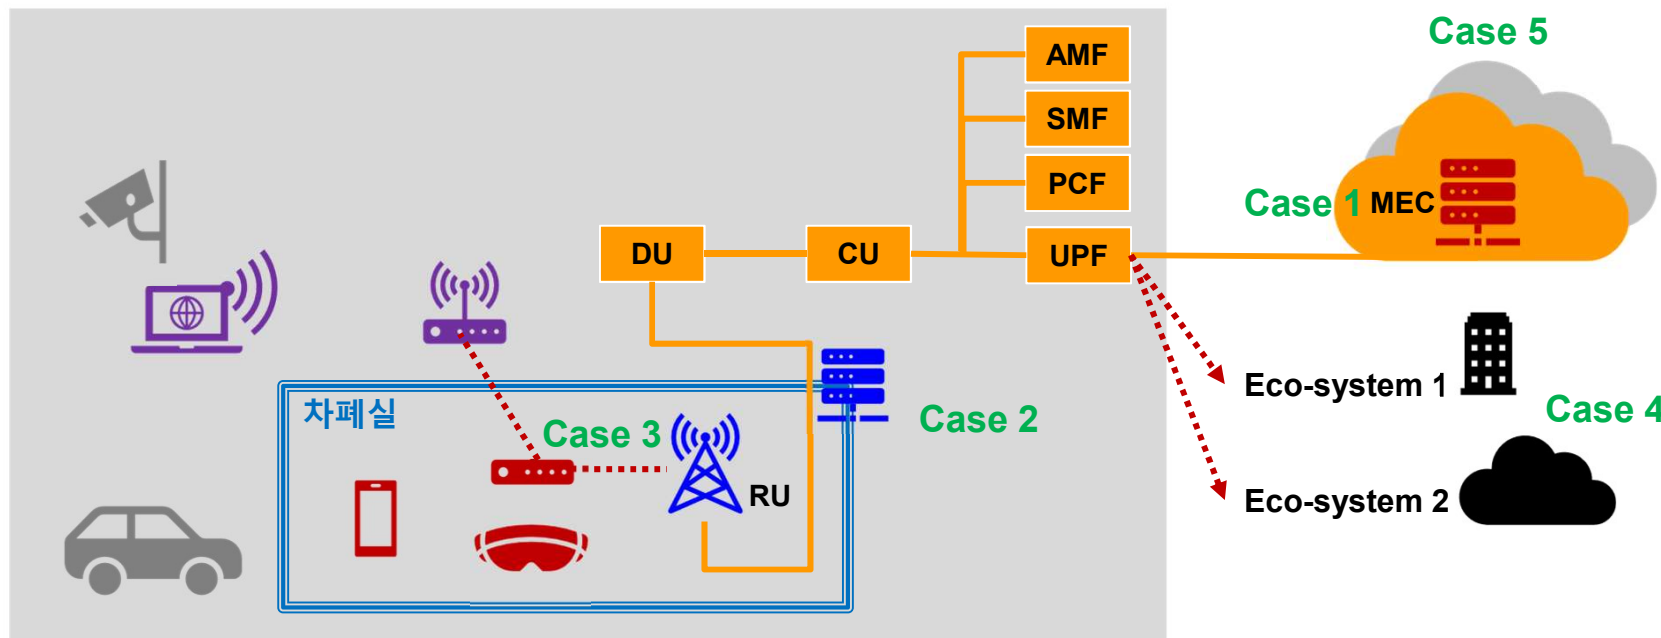 Case 5
AMF
SMF
PCF
Case 1 MEC
DU
CU
UPF
Eco-system 1
차폐실
Case 3
Case 2
Case 4
RU
Eco-system 2